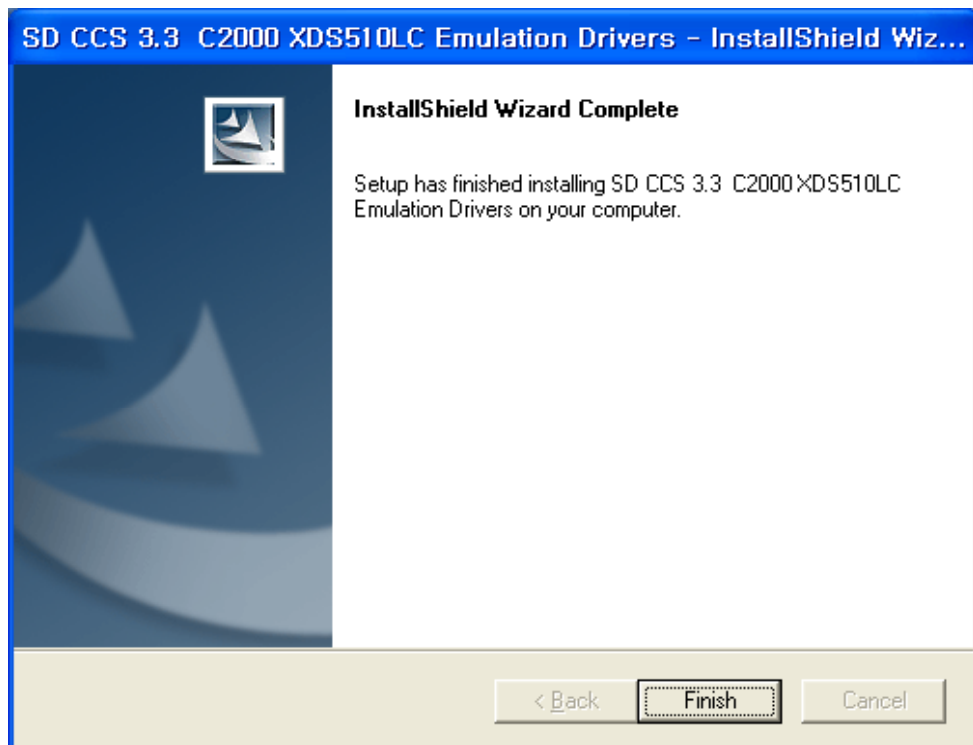 SD CCS 3.3  C2000 XDS510LC Emulation Drivers - InstallShield Wiz...
InstallShield Wizard Complete
Setup has finished installing SD CCS 3.3  C2000 XDS510LC
Emulation Drivers on your computer.
< Back
Finish
Cancel